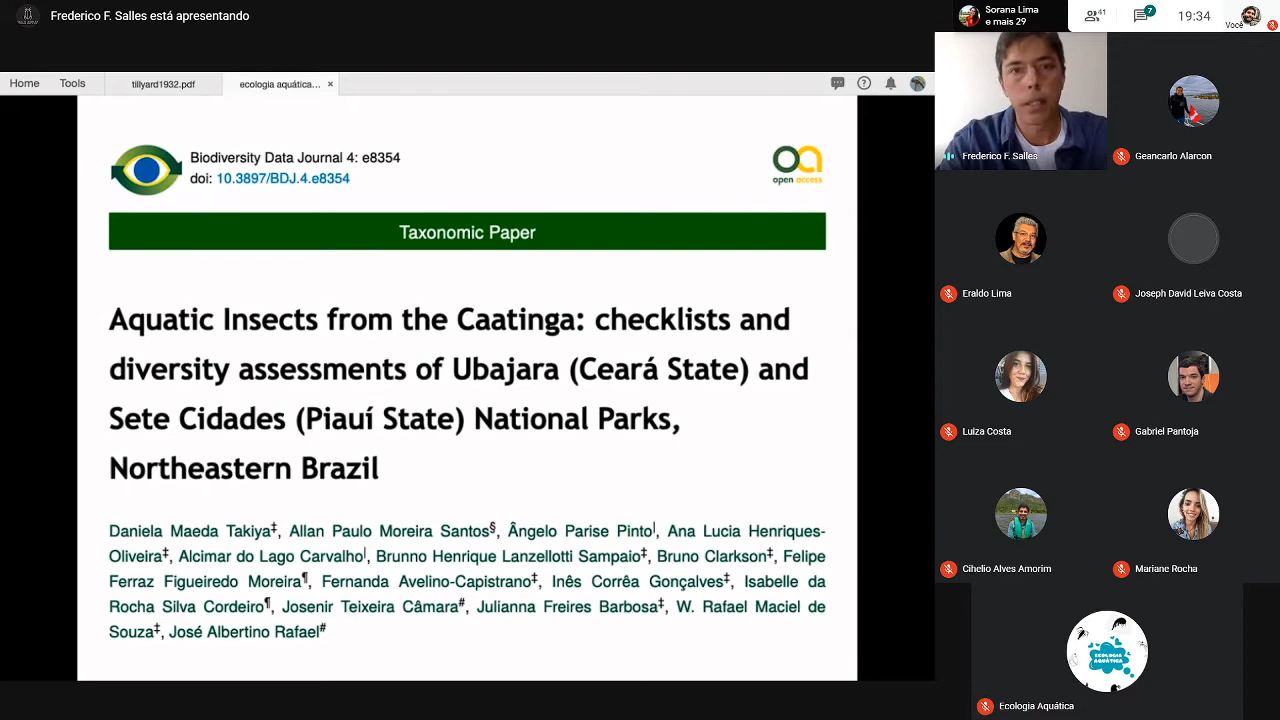 Frederico F. Salles está apresentando
Sorana Lima
e mais 29
41
7
19:34
Você
Home
Tools
tillyard1932.pdf
ecologia aquática...
×
Biodiversity Data Journal 4: e8354
doi: 10.3897/BDJ.4.e8354
open access
Taxonomic Paper
Aquatic Insects from the Caatinga: checklists and
diversity assessments of Ubajara (Ceará State) and
Sete Cidades (Piauí State) National Parks,
Northeastern Brazil
Daniela Maeda Takiya‡, Allan Paulo Moreira Santos§, Ângelo Parise Pinto|, Ana Lucia Henriques-
Oliveira‡, Alcimar do Lago Carvalho|, Brunno Henrique Lanzellotti Sampaio‡, Bruno Clarkson‡, Felipe
Ferraz Figueiredo Moreira¶, Fernanda Avelino-Capistrano‡, Inês Corrêa Gonçalves‡, Isabelle da
Rocha Silva Cordeiro¶, Josenir Teixeira Câmara#, Julianna Freires Barbosa‡, W. Rafael Maciel de
Souza‡, José Albertino Rafael#
Frederico F. Salles
Geancarlo Alarcon
Eraldo Lima
Joseph David Leiva Costa
Luiza Costa
Gabriel Pantoja
Cihelio Alves Amorim
Mariane Rocha
ECOLOGIA
AQUÁTICA
Ecologia Aquática